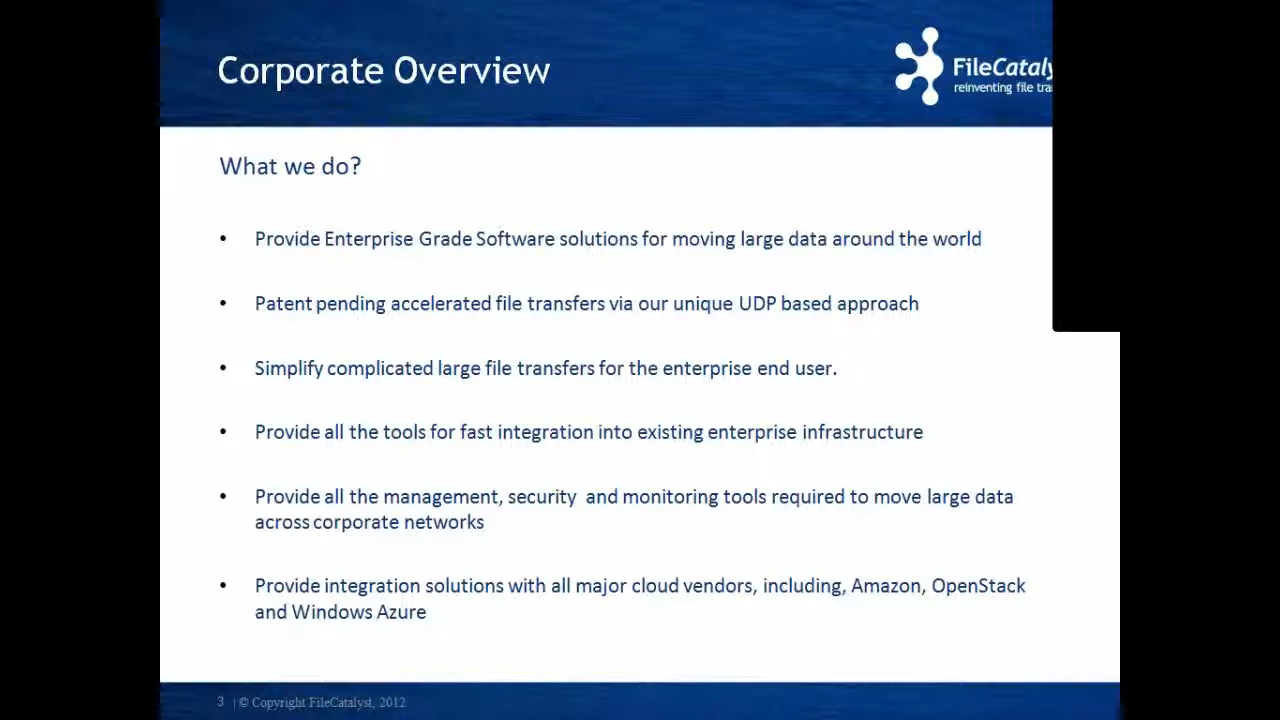 Corporate Overview
FileCataly
reinventing file tra
What we do?
• Provide Enterprise Grade Software solutions for moving large data around the world
• Patent pending accelerated file transfers via our unique UDP based approach
• Simplify complicated large file transfers for the enterprise end user.
• Provide all the tools for fast integration into existing enterprise infrastructure
• Provide all the management, security and monitoring tools required to move large data
across corporate networks
• Provide integration solutions with all major cloud vendors, including, Amazon, OpenStack
and Windows Azure
3 | © Copyright FileCatalyst, 2012